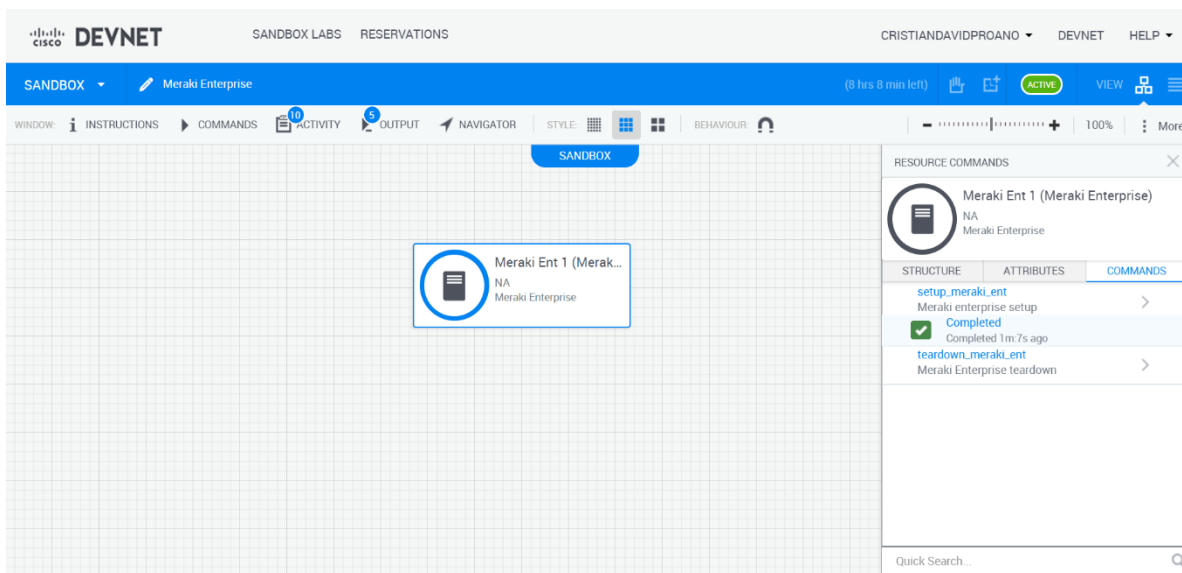 cisco DEVNET SANDBOX LABS RESERVATIONS CRISTIANDAVIDPROANO DEVNET HELP
SANDBOX Meraki Enterprise (8 hrs 8 min left) ACTIVE VIEW
WINDOW: INSTRUCTIONS COMMANDS 10 ACTIVITY 5 OUTPUT NAVIGATOR STYLE: BEHAVIOUR: 100% More
SANDBOX
Meraki Ent 1 (Merak...
NA
Meraki Enterprise
RESOURCE COMMANDS
Meraki Ent 1 (Meraki Enterprise)
NA
Meraki Enterprise
STRUCTURE ATTRIBUTES COMMANDS
setup_meraki_ent
Meraki enterprise setup
Completed
Completed 1m:7s ago
teardown_meraki_ent
Meraki Enterprise teardown
Quick Search...